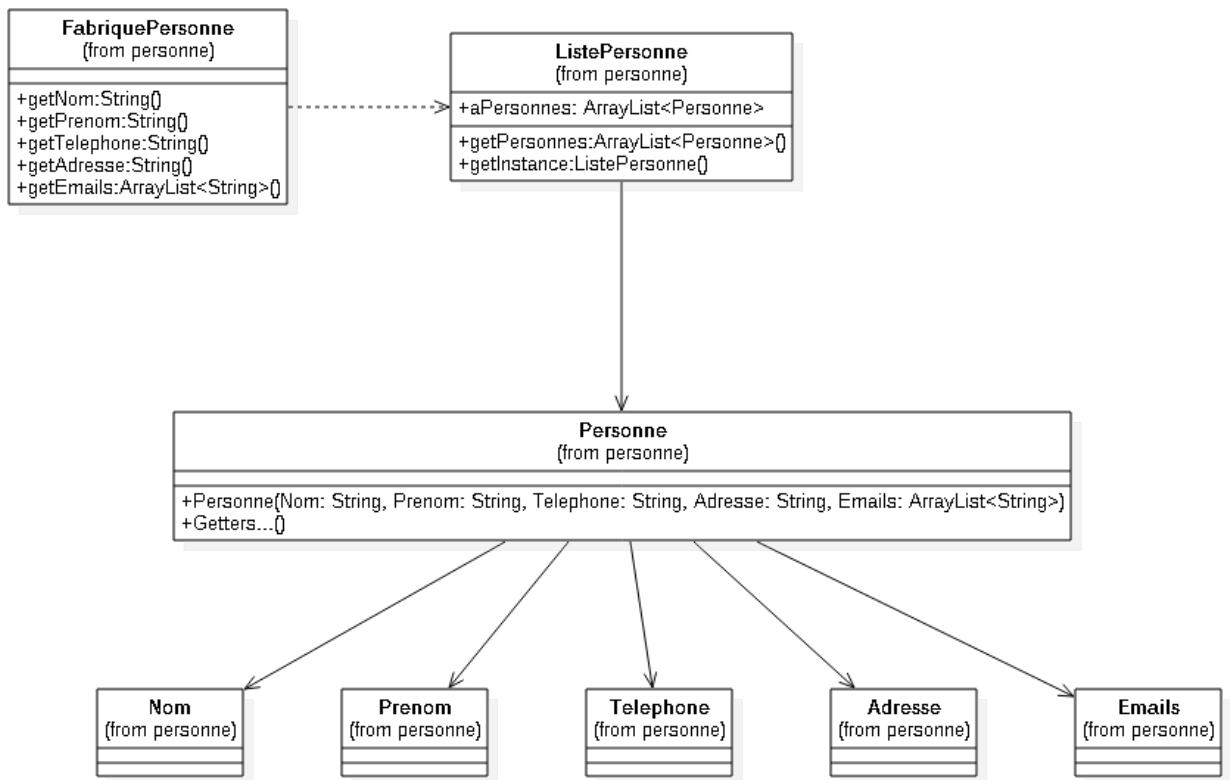 FabriquePersonne
(from personne)
+getNom:String()
+getPrenom:String()
+getTelephone:String()
+getAdresse:String()
+getEmails:ArrayList<String>()
ListePersonne
(from personne)
+aPersonnes: ArrayList<Personne>
+getPersonnes:ArrayList<Personne>()
+getInstance:ListePersonne()
Personne
(from personne)
+Personne(Nom: String, Prenom: String, Telephone: String, Adresse: String, Emails: ArrayList<String>)
+Getters...()
Nom
(from personne)
Prenom
(from personne)
Telephone
(from personne)
Adresse
(from personne)
Emails
(from personne)